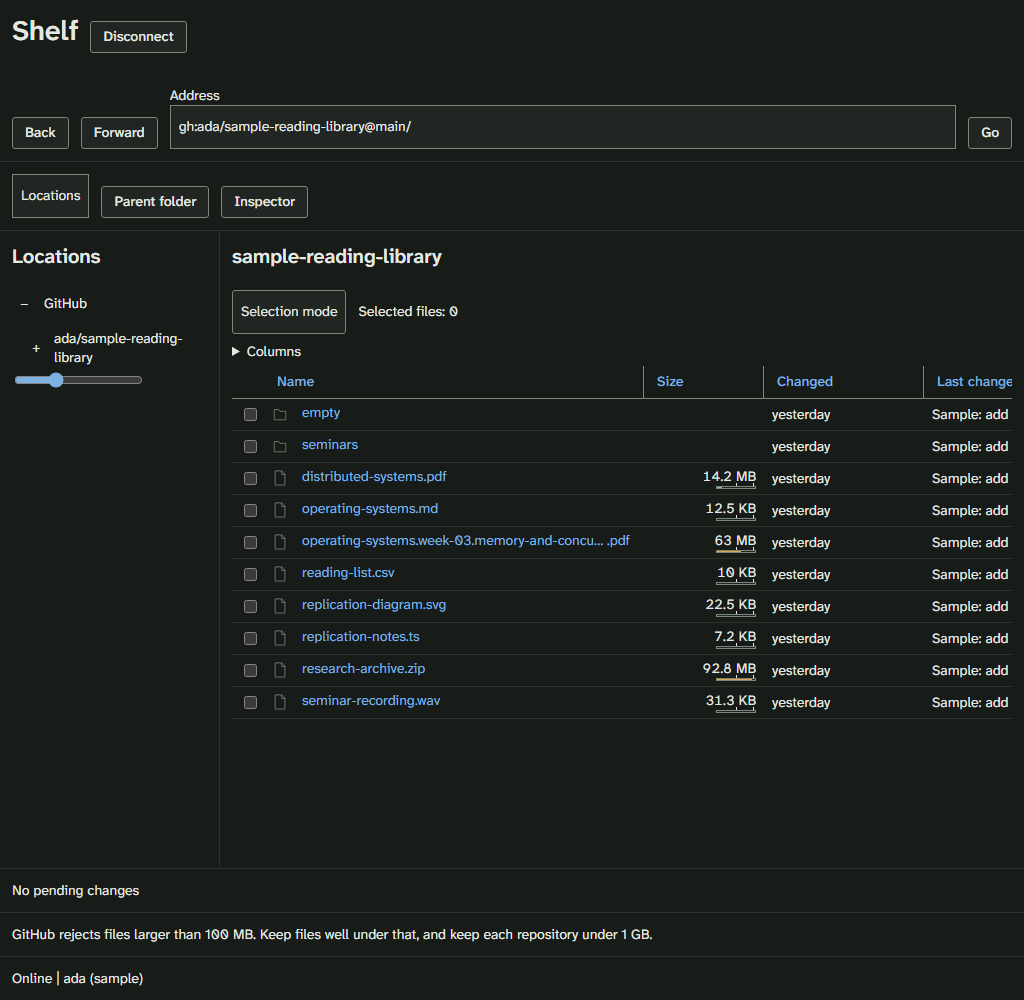 Shelf Disconnect
Address
Back Forward gh:ada/sample-reading-library@main/ Go
Locations Parent folder Inspector
Locations
− GitHub
+ ada/sample-reading-
library
sample-reading-library
Selection mode Selected files: 0
Columns
Name Size Changed Last change
empty yesterday Sample: add
seminars yesterday Sample: add
distributed-systems.pdf 14.2 MB yesterday Sample: add
operating-systems.md 12.5 KB yesterday Sample: add
operating-systems.week-03.memory-and-concu... .pdf 63 MB yesterday Sample: add
reading-list.csv 10 KB yesterday Sample: add
replication-diagram.svg 22.5 KB yesterday Sample: add
replication-notes.ts 7.2 KB yesterday Sample: add
research-archive.zip 92.8 MB yesterday Sample: add
seminar-recording.wav 31.3 KB yesterday Sample: add
No pending changes
GitHub rejects files larger than 100 MB. Keep files well under that, and keep each repository under 1 GB.
Online | ada (sample)